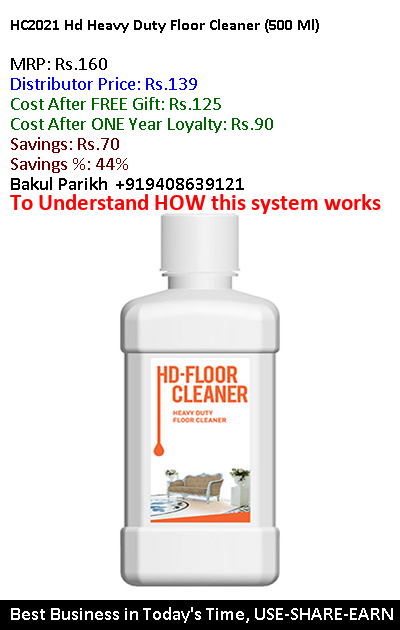 HC2021 Hd Heavy Duty Floor Cleaner (500 Ml)
MRP: Rs.160
Distributor Price: Rs.139
Cost After FREE Gift: Rs.125
Cost After ONE Year Loyalty: Rs.90
Savings: Rs.70
Savings %: 44%
Bakul Parikh +919408639121
To Understand HOW this system works
HD-FLOOR
CLEANER
HEAVY DUTY
FLOOR CLEANER
Best Business in Today's Time, USE-SHARE-EARN